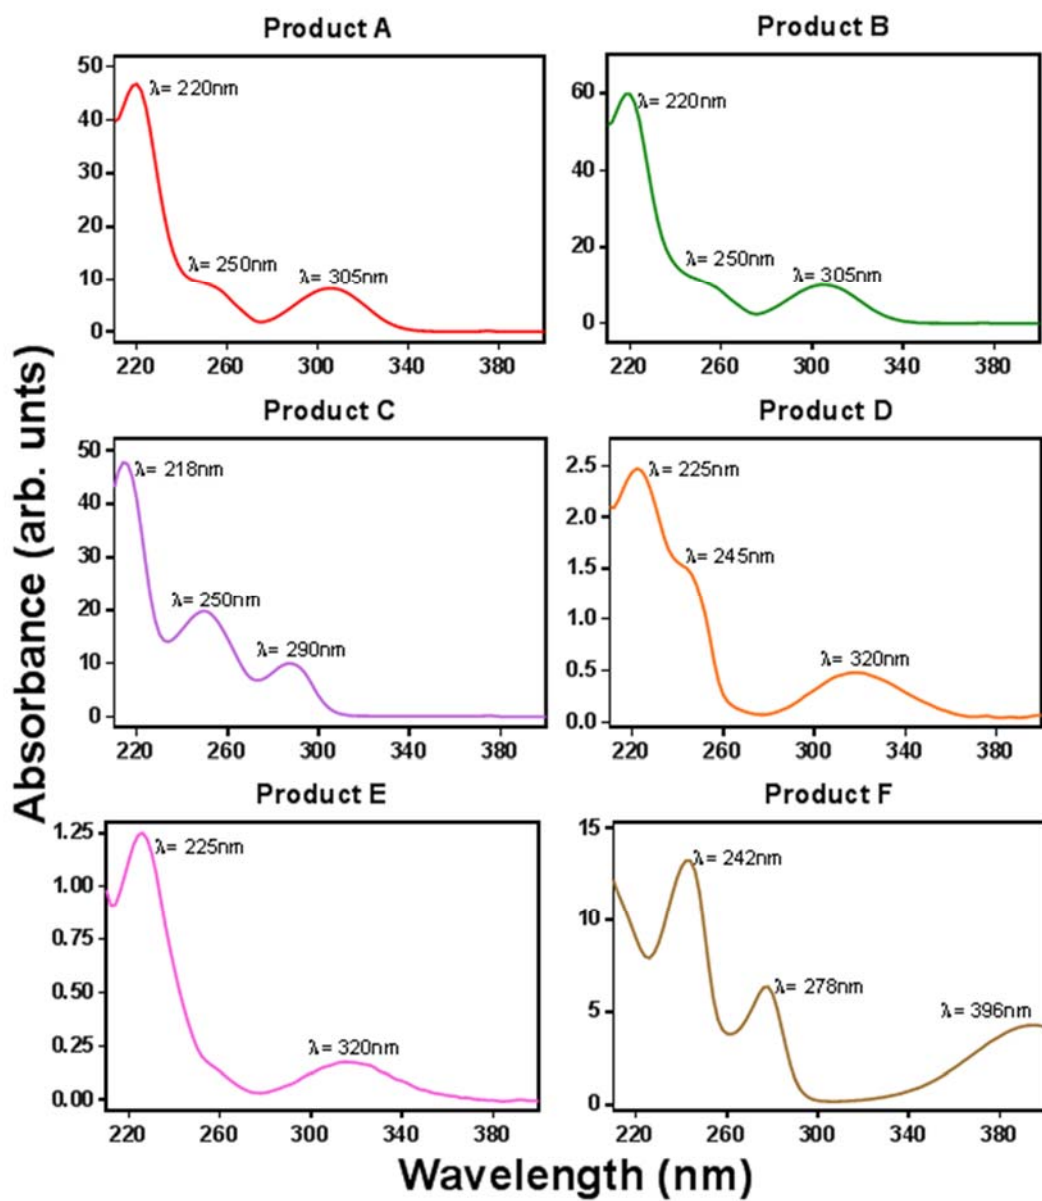 Product A
Product B
50
40
30
20
10
0
λ= 220nm
λ= 250nm
λ= 305nm
220
260
300
340
380
60
40
20
0
λ= 220nm
λ= 250nm
λ= 305nm
220
260
300
340
380
Product C
Product D
50
40
30
20
10
0
λ= 218nm
λ= 250nm
λ= 290nm
220
260
300
340
380
2.5
2.0
1.5
1.0
0.5
0.0
λ= 225nm
λ= 245nm
λ= 320nm
220
260
300
340
380
Product E
Product F
1.25
1.00
0.75
0.50
0.25
0.00
λ= 225nm
λ= 320nm
220
260
300
340
380
15
10
5
0
λ= 242nm
λ= 278nm
λ= 396nm
220
260
300
340
380
Absorbance (arb. unts)
Wavelength (nm)